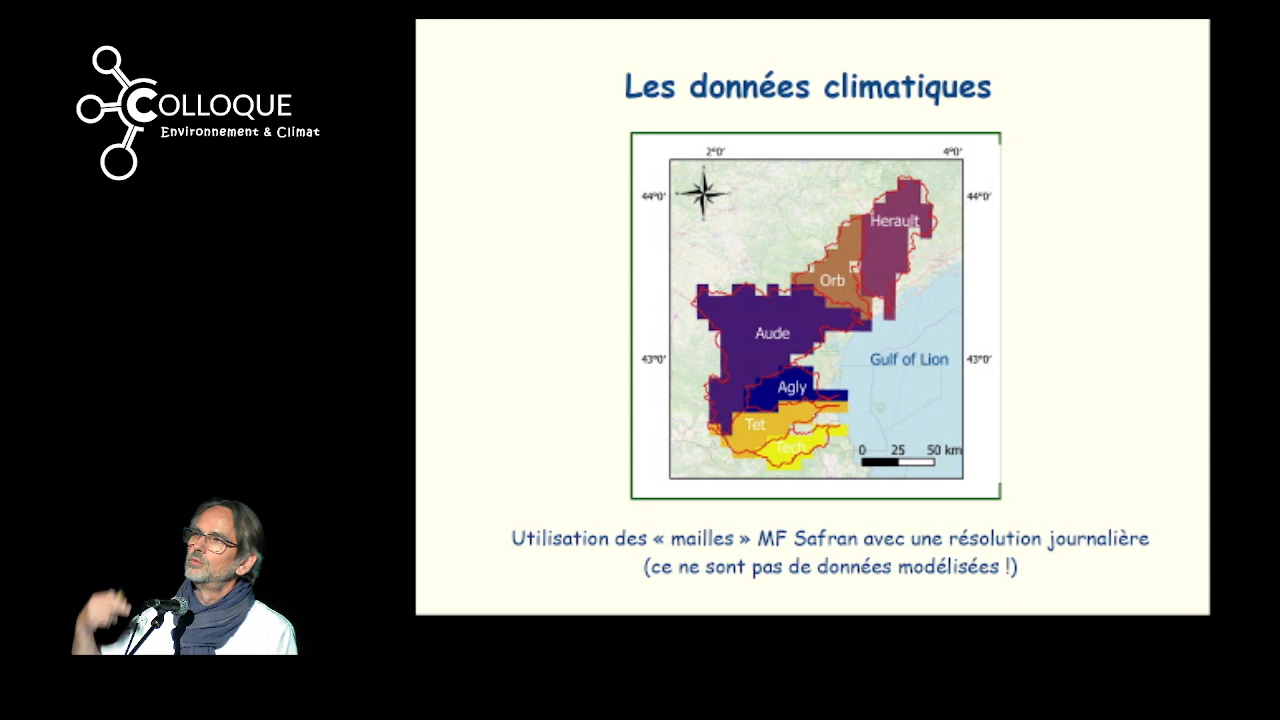 COLLOQUE
Environnement & Climat
Les données climatiques
2°0' 4°0'
44°0' 44°0'
Herault
Orb
Aude
43°0' Gulf of Lion 43°0'
Agly
Tet
Tech
0 25 50 km
Utilisation des « mailles » MF Safran avec une résolution journalière
(ce ne sont pas de données modélisées !)